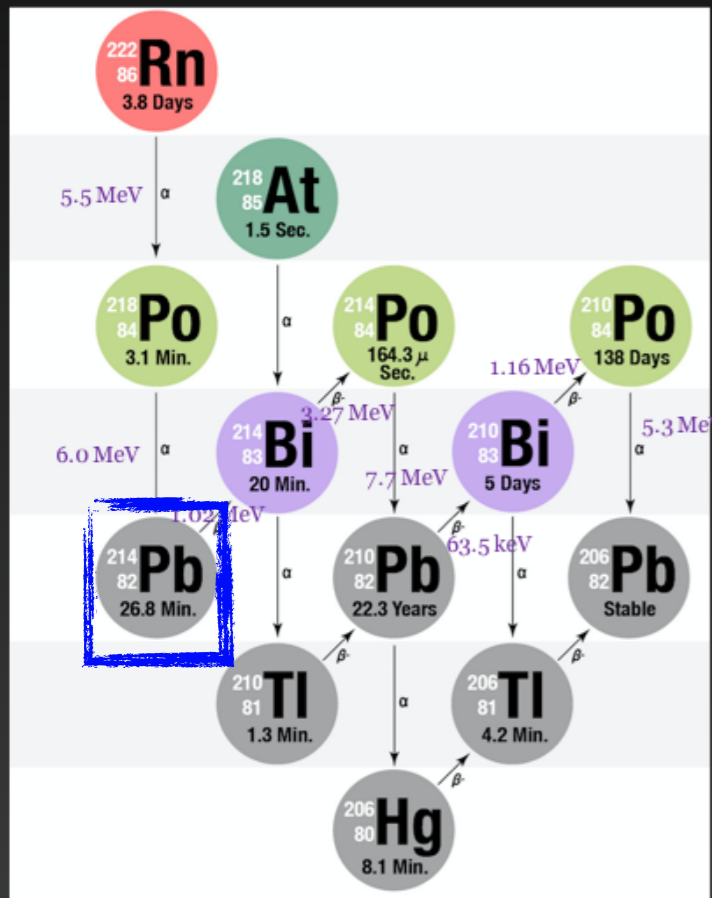 222
86 Rn
3.8 Days
5.5 MeV α
218
85 At
1.5 Sec.
218
84 Po
3.1 Min.
α
214
84 Po
164.3 μ
Sec.
210
84 Po
138 Days
1.16 MeV
β-
β-
3.27 MeV
6.0 MeV α
214
83 Bi
20 Min.
α
7.7 MeV
210
83 Bi
5 Days
α
5.3 Me
1.02 MeV
β-
63.5 keV
214
82 Pb
26.8 Min.
α
210
82 Pb
22.3 Years
α
206
82 Pb
Stable
β-
β-
210
81 Tl
1.3 Min.
α
206
81 Tl
4.2 Min.
β-
206
80 Hg
8.1 Min.